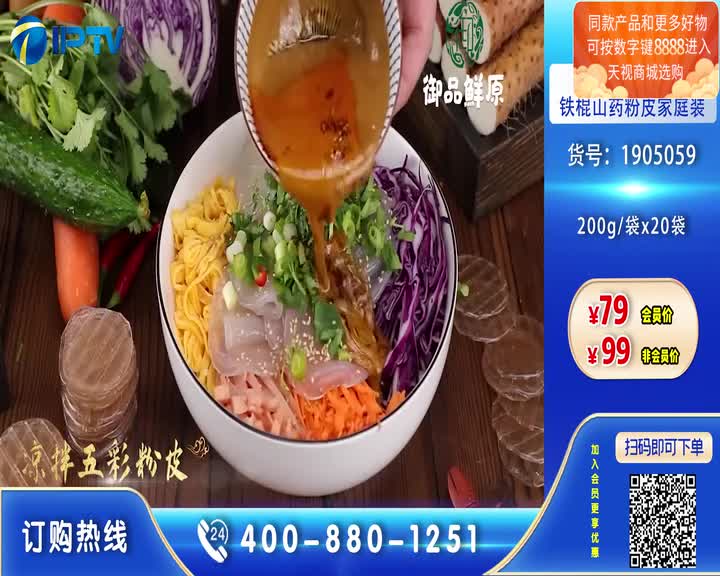 IPTV
御品鲜原
同款产品和更多好物
可按数字键8888进入
天视商城选购
铁棍山药粉皮家庭装
货号：1905059
200g/袋x20袋
¥79 会员价
¥99 非会员价
凉拌五彩粉皮
加入会员更享优惠
扫码即可下单
订购热线
24
400-880-1251